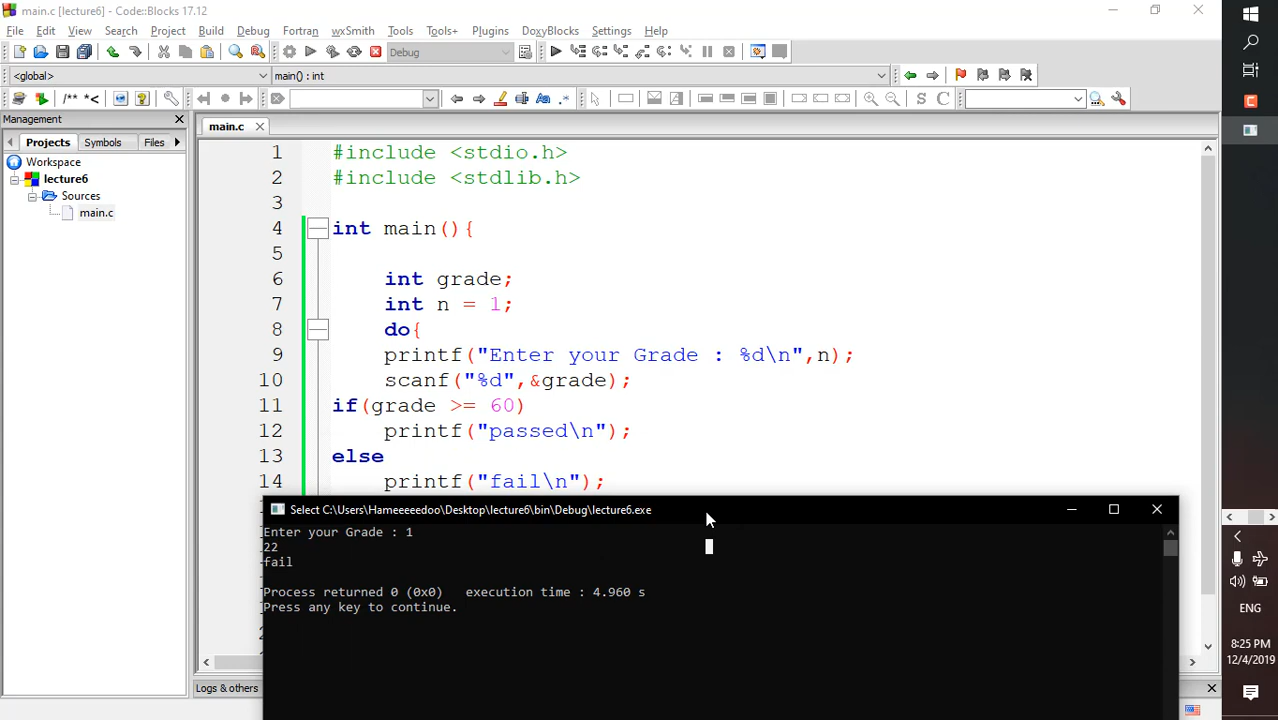 main.c [lecture6] - Code::Blocks 17.12
File Edit View Search Project Build Debug Fortran wxSmith Tools Tools+ Plugins DoxyBlocks Settings Help
Debug
<global> main() : int
/** *<
S C
Management
main.c
Projects Symbols Files
Workspace
lecture6
Sources
main.c
1 #include <stdio.h>
2 #include <stdlib.h>
3
4 int main(){
5
6 int grade;
7 int n = 1;
8 do{
9 printf("Enter your Grade : %d\n",n);
10 scanf("%d",&grade);
11 if(grade >= 60)
12 printf("passed\n");
13 else
14 printf("fail\n");
Select C:\Users\Hameeeeedoo\Desktop\lecture6\bin\Debug\lecture6.exe
Enter your Grade : 1
22
fail
Process returned 0 (0x0) execution time : 4.960 s
Press any key to continue.
Logs & others
ENG
8:25 PM
12/4/2019